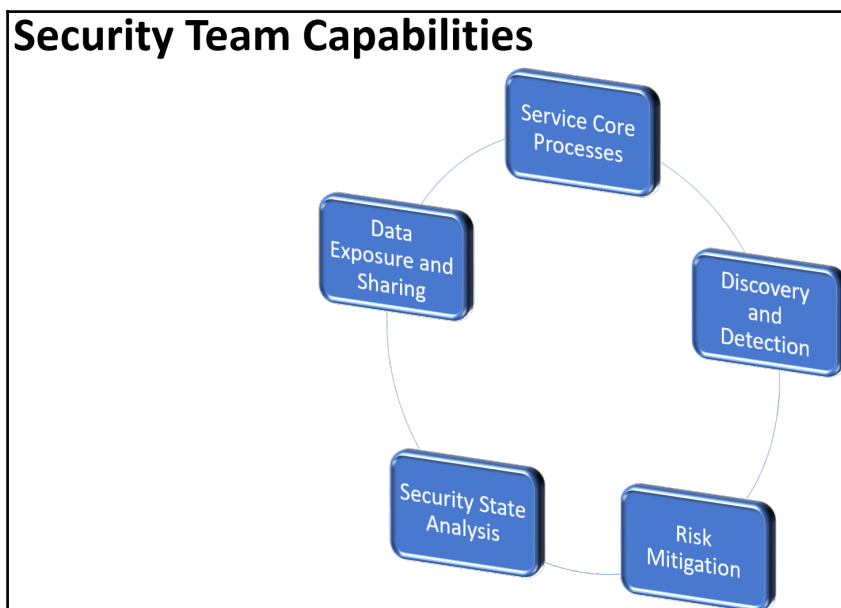 Security Team Capabilities
Service Core
Processes
Discovery
and
Detection
Risk
Mitigation
Security State
Analysis
Data
Exposure and
Sharing